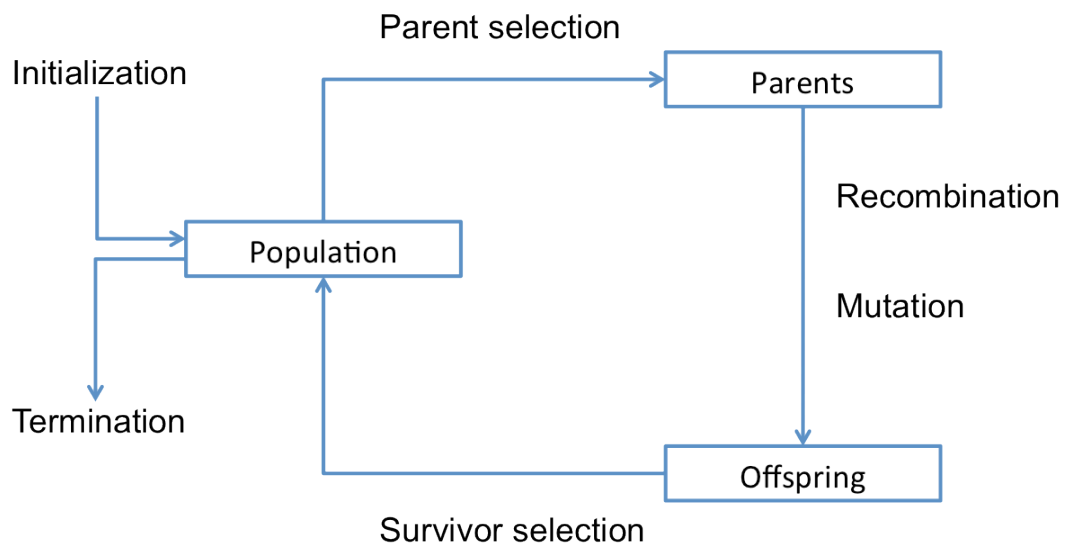 Parent selection
Initialization
Parents
Recombination
Population
Mutation
Termination
Offspring
Survivor selection